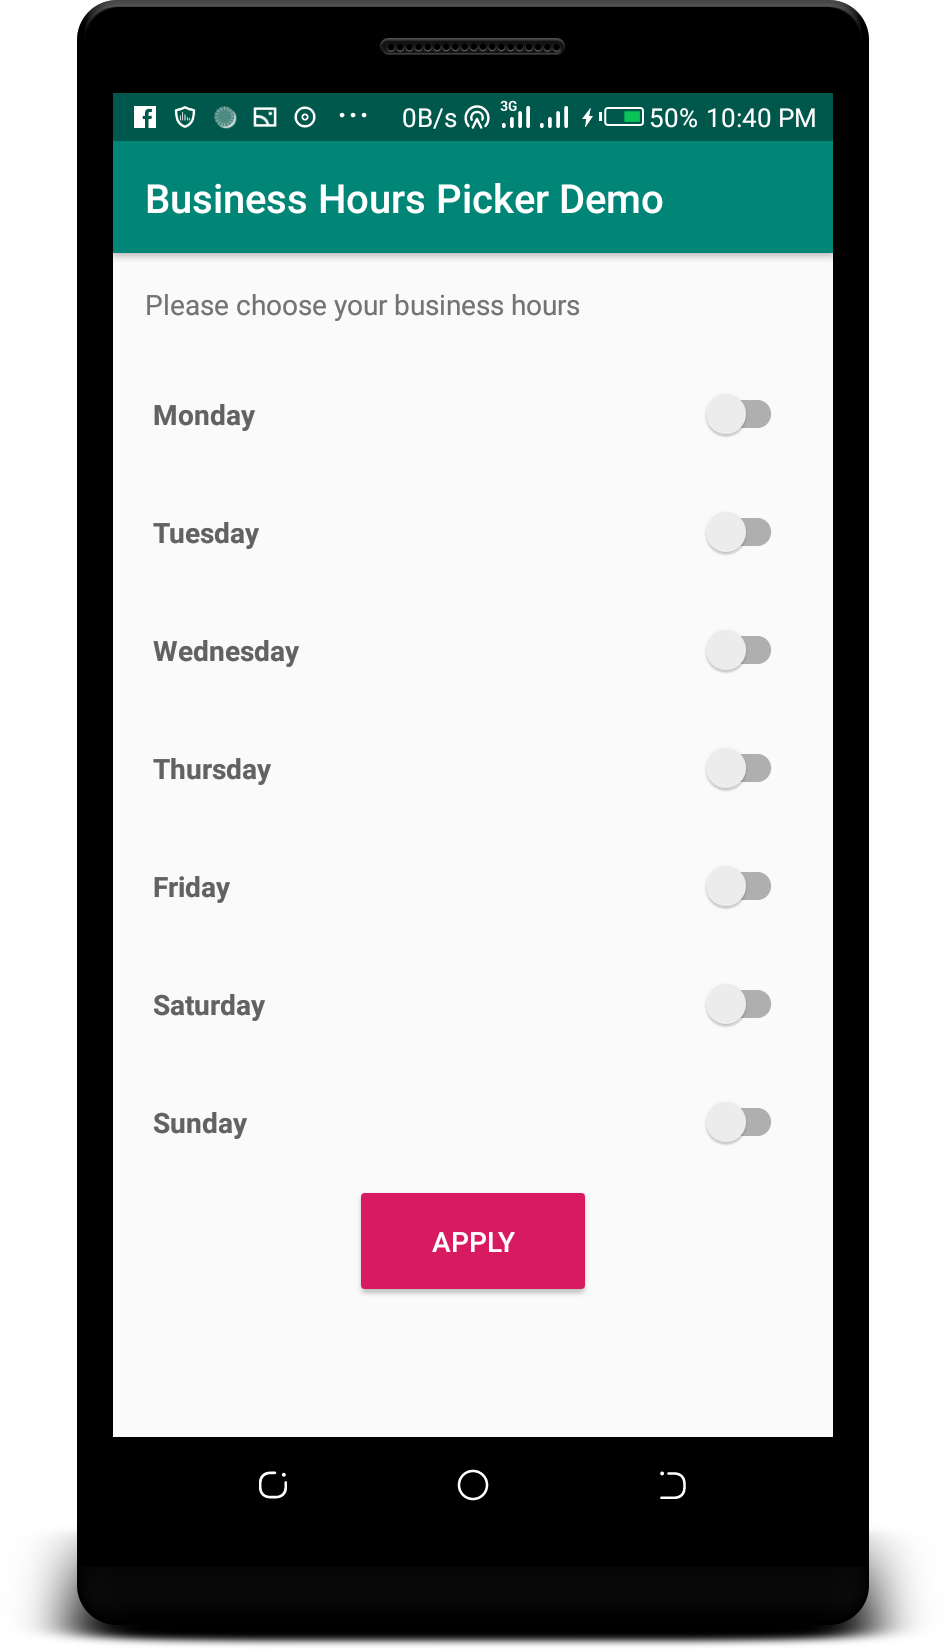 0B/s 3G 50% 10:40 PM
Business Hours Picker Demo
Please choose your business hours
Monday
Tuesday
Wednesday
Thursday
Friday
Saturday
Sunday
APPLY